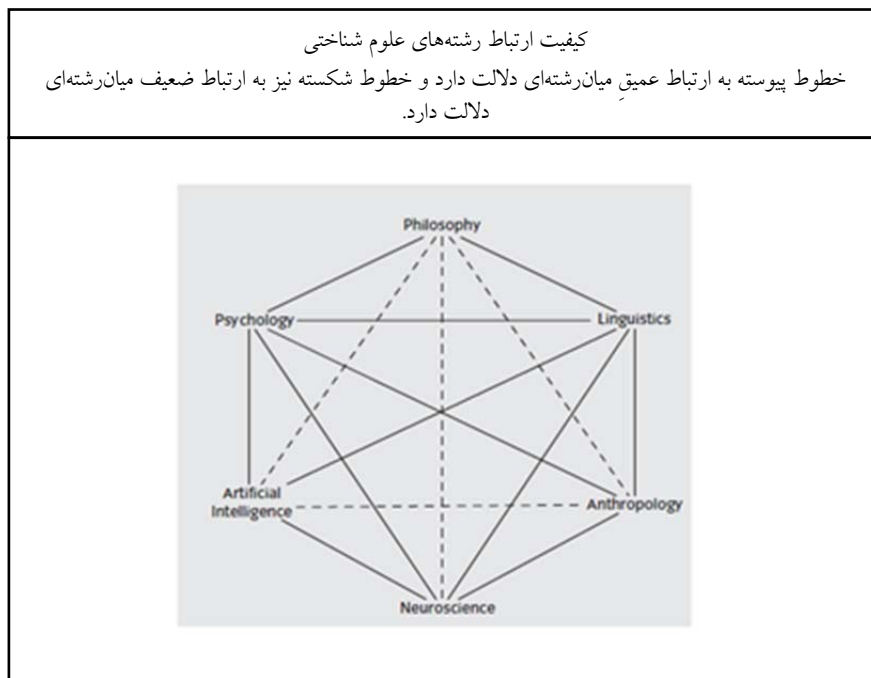 کیفیت ارتباط رشته‌های علوم شناختی
خطوط پیوسته به ارتباط عمیقِ میان‌رشته‌ای دلالت دارد و خطوط شکسته نیز به ارتباط ضعیف میان‌رشته‌ای
دلالت دارد.
Philosophy
Psychology
Linguistics
Artificial
Intelligence
Anthropology
Neuroscience